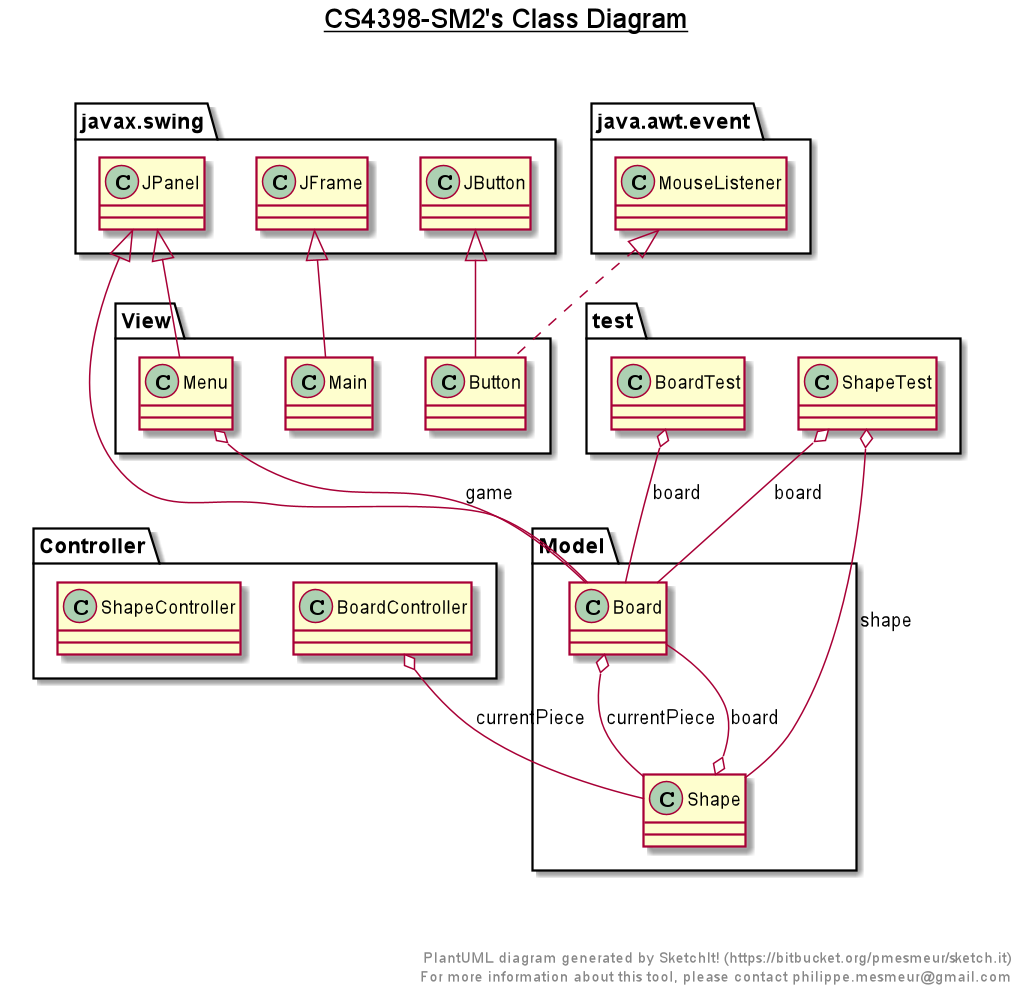 CS4398-SM2's Class Diagram
javax.swing
java.awt.event
C JPanel
C JFrame
C JButton
C MouseListener
View
test
C Menu
C Main
C Button
C BoardTest
C ShapeTest
game
board
board
Controller
Model
C ShapeController
C BoardController
C Board
shape
currentPiece
currentPiece
board
C Shape
PlantUML diagram generated by SketchIt! (https://bitbucket.org/pmesmeur/sketch.it)
For more information about this tool, please contact philippe.mesmeur@gmail.com